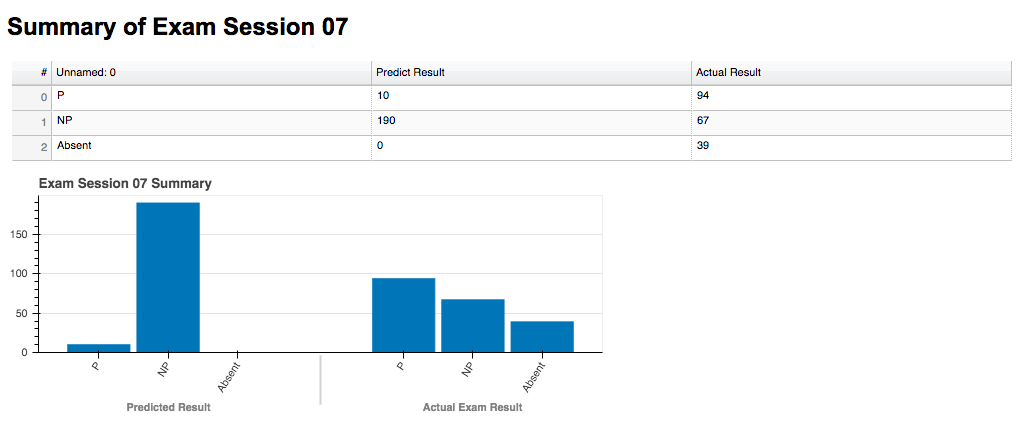 Summary of Exam Session 07
# Unnamed: 0 Predict Result Actual Result
0 P 10 94
1 NP 190 67
2 Absent 0 39
Exam Session 07 Summary
150
100
50
0
P NP Absent P NP Absent
Predicted Result Actual Exam Result